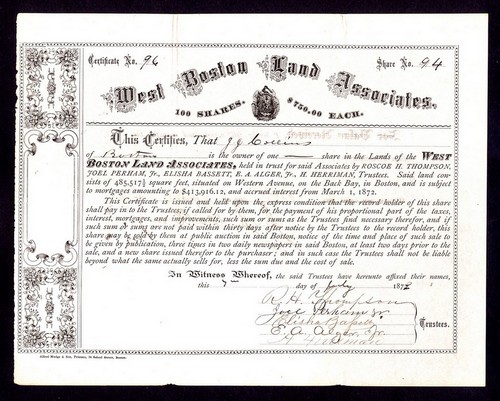 Certificate No. 96 Share No. 94
West Boston Land Associates,
100 SHARES. $750.00 EACH.
This Certifies, That J J Collins
of Boston is the owner of one share in the Lands of the WEST
BOSTON LAND ASSOCIATES, held in trust for said Associates by ROSCOE H. THOMPSON,
JOEL PERHAM, Jr., ELISHA BASSETT, E. A. ALGER, Jr., H. HERRIMAN, Trustees. Said land con-
sists of 485,517½ square feet, situated on Western Avenue, on the Back Bay, in Boston, and is subject
to mortgages amounting to $413,916.12, and accrued interest from March 1, 1872.
This Certificate is issued and held upon the express condition that the record holder of this share
shall pay in to the Trustees, if called for by them, for the payment of his proportional part of the taxes,
interest, mortgages, and improvements, such sum or sums as the Trustees find necessary therefor, and if
such sum or sums are not paid within thirty days after notice by the Trustees to the record holder, this
share may be sold by them at public auction in said Boston, notice of the time and place of such sale to
be given by publication, three times in two daily newspapers in said Boston, at least two days prior to the
sale, and a new share issued therefor to the purchaser; and in such case the Trustees shall not be liable
beyond what the same actually sells for, less the sum due and the cost of sale.
In Witness Whereof, the said Trustees have hereunto affixed their names,
this day of July 1872
R. H. Thompson
Joel Perham Jr.
Elisha Bassett
E. A. Alger, Jr.
H. Herriman
Trustees.